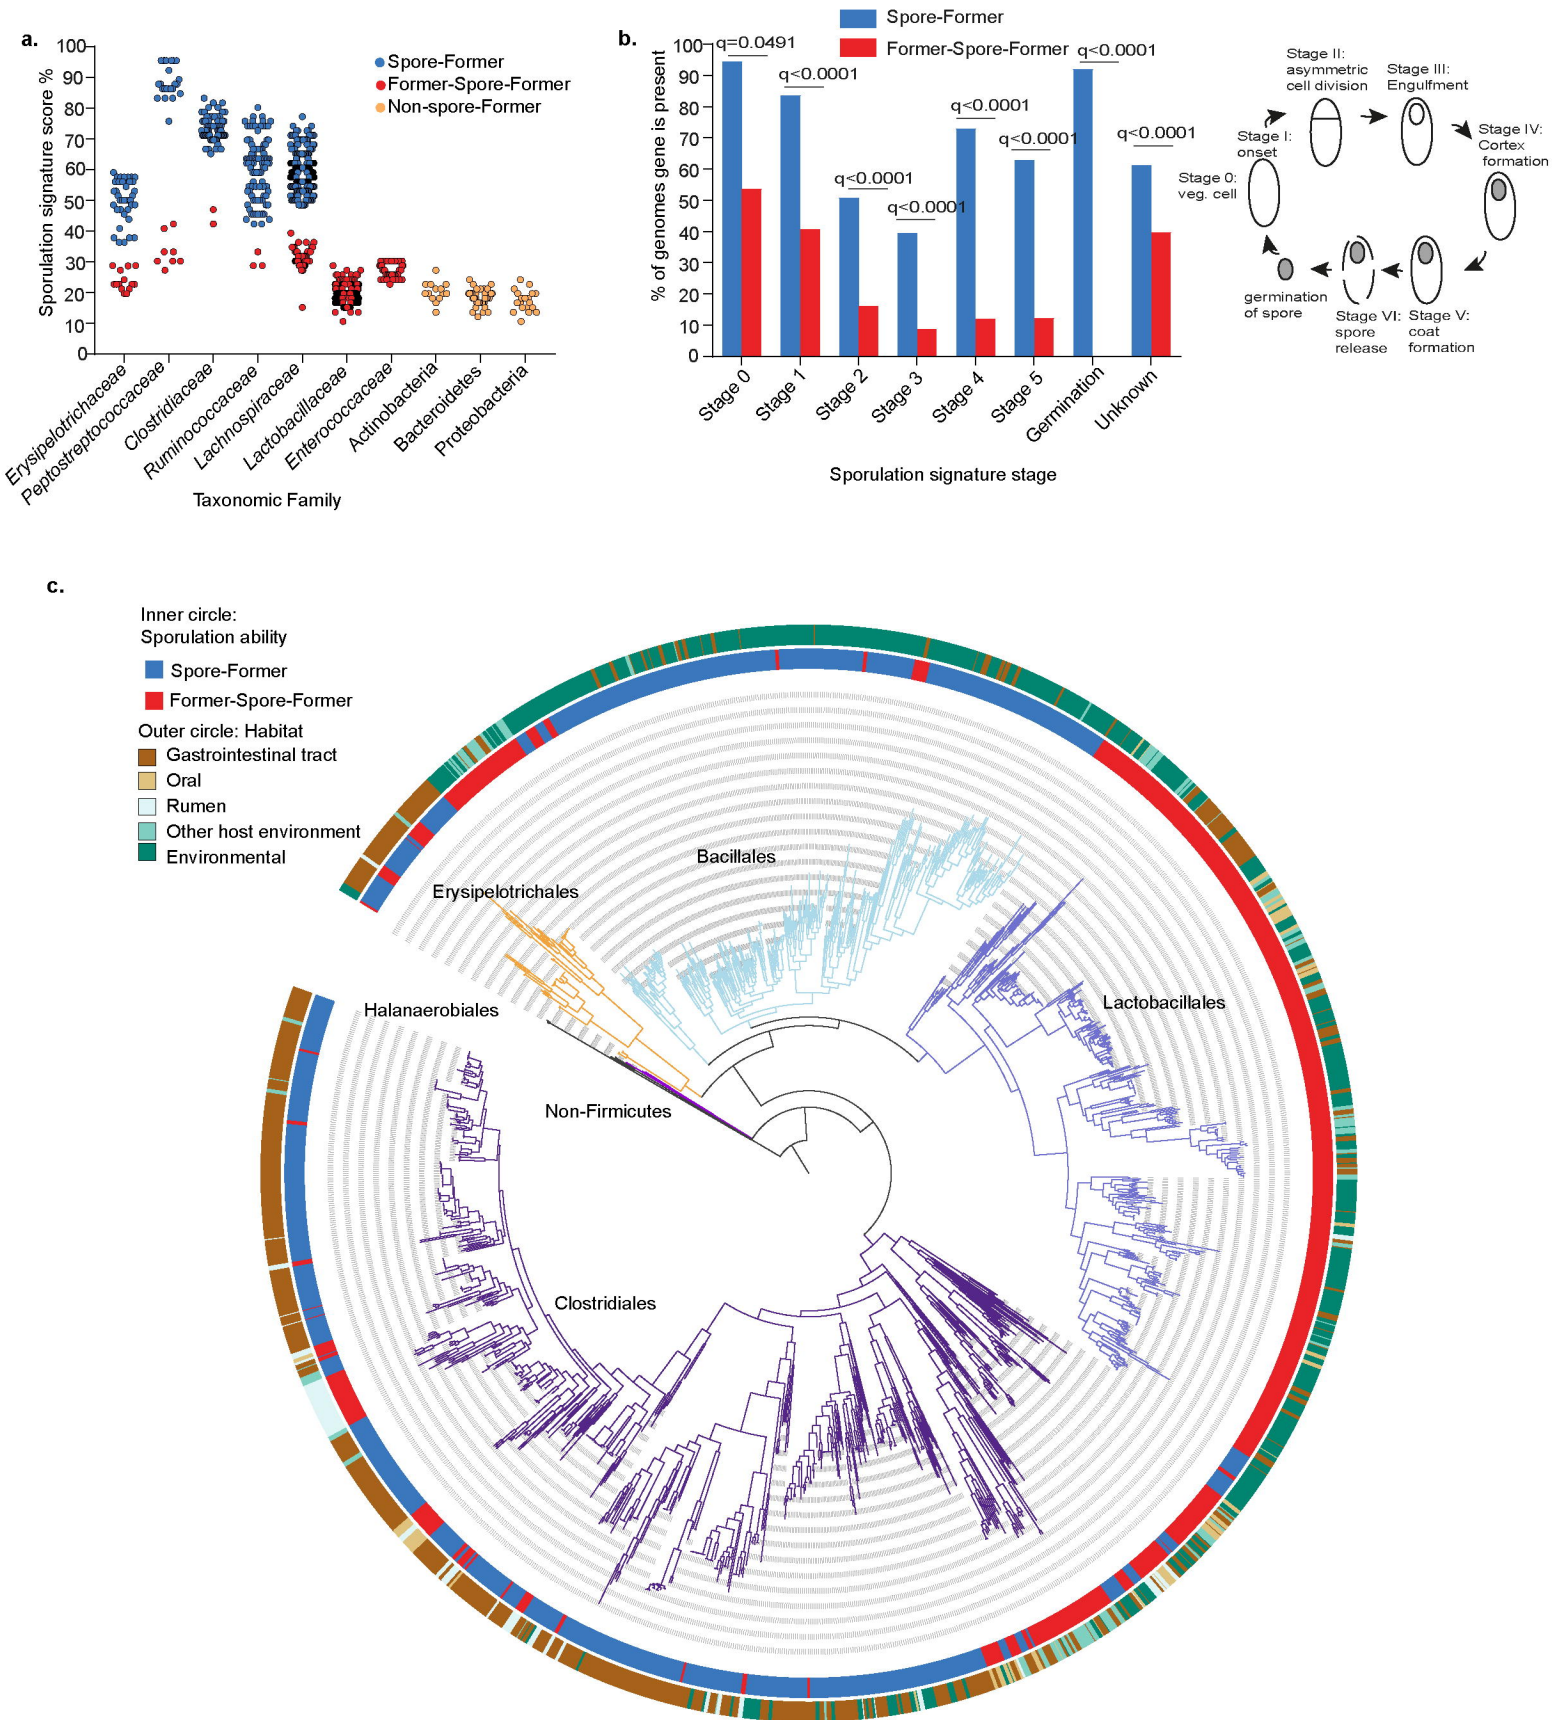 a.
Sporulation signature score %
100
90
80
70
60
50
40
30
20
10
0
Spore-Former
Former-Spore-Former
Non-spore-Former
Erysipelotrichaceae
Peptostreptococcaceae
Clostridiaceae
Ruminococcaceae
Lachnospiraceae
Lactobacillaceae
Enterococcaceae
Actinobacteria
Bacteroidetes
Proteobacteria
Taxonomic Family
b.
Spore-Former
Former-Spore-Former
% of genomes gene is present
100
90
80
70
60
50
40
30
20
10
0
q=0.0491
q<0.0001
q<0.0001
q<0.0001
q<0.0001
q<0.0001
q<0.0001
q<0.0001
Stage 0
Stage 1
Stage 2
Stage 3
Stage 4
Stage 5
Germination
Unknown
Sporulation signature stage
Stage 0:
veg. cell
Stage I:
onset
Stage II:
asymmetric
cell division
Stage III:
Engulfment
Stage IV:
Cortex
formation
Stage V:
coat
formation
Stage VI:
spore
release
germination
of spore
c.
Inner circle:
Sporulation ability
Spore-Former
Former-Spore-Former
Outer circle: Habitat
Gastrointestinal tract
Oral
Rumen
Other host environment
Environmental
Bacillales
Erysipelotrichales
Lactobacillales
Halanaerobiales
Non-Firmicutes
Clostridiales